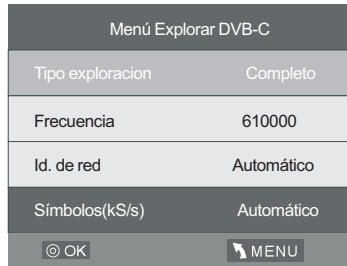 Menú Explorar DVB-C
Tipo exploracion Completo
Frecuencia 610000
Id. de red Automático
Símbolos(kS/s) Automático
OK MENU